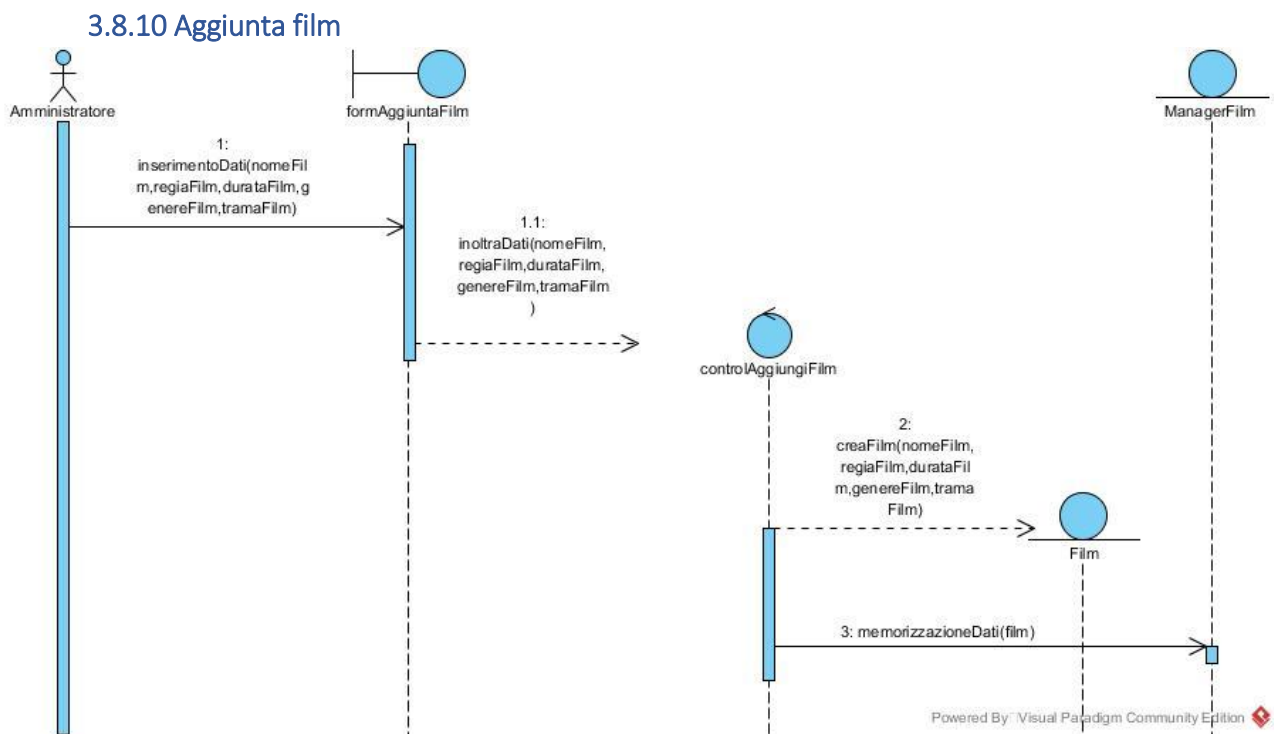 3.8.10 Aggiunta film
Amministratore
formAggiuntaFilm
ManagerFilm
1:
inserimentoDati(nomeFil
m,regiaFilm,durataFilm,g
enereFilm,tramaFilm)
1.1:
inoltraDati(nomeFilm,
regiaFilm,durataFilm,
genereFilm,tramaFilm
)
controlAggiungiFilm
2:
creaFilm(nomeFilm,
regiaFilm,durataFil
m,genereFilm,trama
Film)
Film
3: memorizzazioneDati(film)
Powered By Visual Paradigm Community Edition